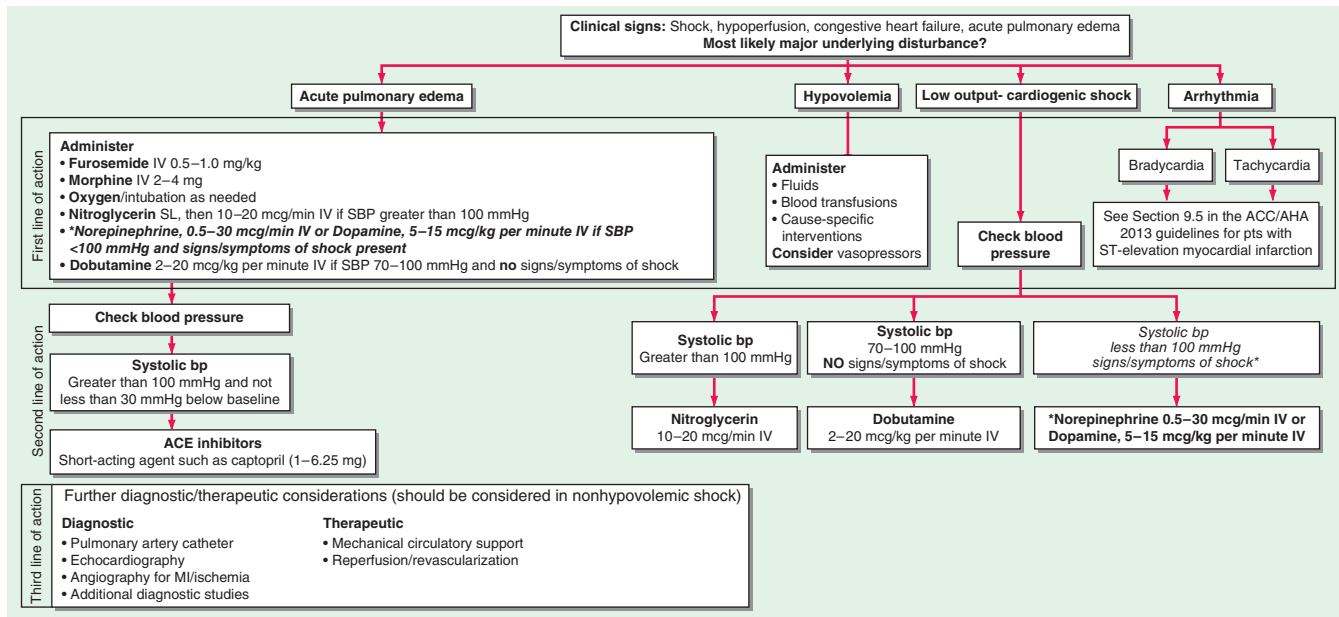 Clinical signs: Shock, hypoperfusion, congestive heart failure, acute pulmonary edema
Most likely major underlying disturbance?
Acute pulmonary edema
Hypovolemia
Low output- cardiogenic shock
Arrhythmia
First line of action
Administer
• Furosemide IV 0.5–1.0 mg/kg
• Morphine IV 2–4 mg
• Oxygen/intubation as needed
• Nitroglycerin SL, then 10–20 mcg/min IV if SBP greater than 100 mmHg
• *Norepinephrine, 0.5–30 mcg/min IV or Dopamine, 5–15 mcg/kg per minute IV if SBP
<100 mmHg and signs/symptoms of shock present
• Dobutamine 2–20 mcg/kg per minute IV if SBP 70–100 mmHg and no signs/symptoms of shock
Administer
• Fluids
• Blood transfusions
• Cause-specific
interventions
Consider vasopressors
Check blood
pressure
Bradycardia
Tachycardia
See Section 9.5 in the ACC/AHA
2013 guidelines for pts with
ST-elevation myocardial infarction
Second line of action
Check blood pressure
Systolic bp
Greater than 100 mmHg and not
less than 30 mmHg below baseline
ACE inhibitors
Short-acting agent such as captopril (1–6.25 mg)
Systolic bp
Greater than 100 mmHg
Systolic bp
70–100 mmHg
NO signs/symptoms of shock
Systolic bp
less than 100 mmHg
signs/symptoms of shock*
Nitroglycerin
10–20 mcg/min IV
Dobutamine
2–20 mcg/kg per minute IV
*Norepinephrine 0.5–30 mcg/min IV or
Dopamine, 5–15 mcg/kg per minute IV
Third line of action
Further diagnostic/therapeutic considerations (should be considered in nonhypovolemic shock)
Diagnostic
• Pulmonary artery catheter
• Echocardiography
• Angiography for MI/ischemia
• Additional diagnostic studies
Therapeutic
• Mechanical circulatory support
• Reperfusion/revascularization